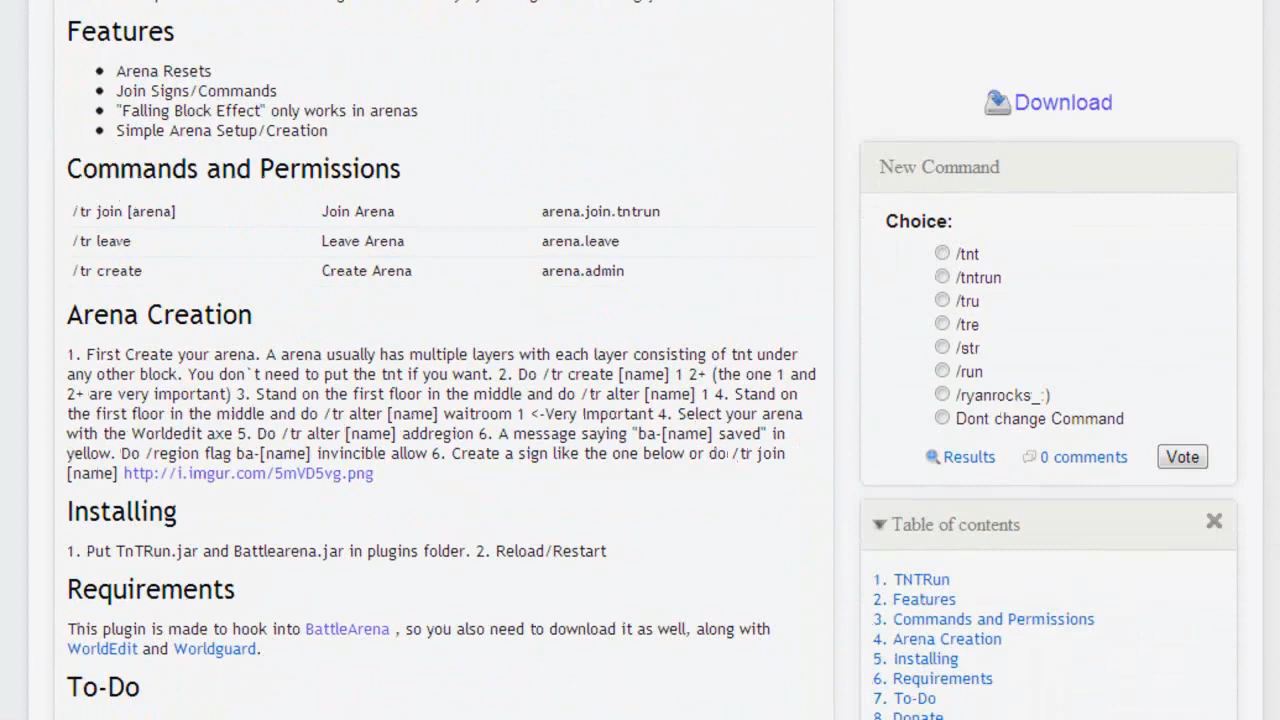 Features
Arena Resets
Join Signs/Commands
"Falling Block Effect" only works in arenas
Simple Arena Setup/Creation
Commands and Permissions
/tr join [arena] Join Arena arena.join.tntrun
/tr leave Leave Arena arena.leave
/tr create Create Arena arena.admin
Arena Creation
1. First Create your arena. A arena usually has multiple layers with each layer consisting of tnt under
any other block. You don`t need to put the tnt if you want. 2. Do /tr create [name] 1 2+ (the one 1 and
2+ are very important) 3. Stand on the first floor in the middle and do /tr alter [name] 1 4. Stand on
the first floor in the middle and do /tr alter [name] waitroom 1 <-Very Important 4. Select your arena
with the Worldedit axe 5. Do /tr alter [name] addregion 6. A message saying "ba-[name] saved" in
yellow. Do /region flag ba-[name] invincible allow 6. Create a sign like the one below or do /tr join
[name] http://i.imgur.com/5mVD5vg.png
Installing
1. Put TnTRun.jar and Battlearena.jar in plugins folder. 2. Reload/Restart
Requirements
This plugin is made to hook into BattleArena , so you also need to download it as well, along with
WorldEdit and Worldguard.
To-Do
Download
New Command
Choice:
/tnt
/tntrun
/tru
/tre
/str
/run
/ryanrocks_:)
Dont change Command
Results 0 comments Vote
Table of contents
1. TNTRun
2. Features
3. Commands and Permissions
4. Arena Creation
5. Installing
6. Requirements
7. To-Do
8. Donate